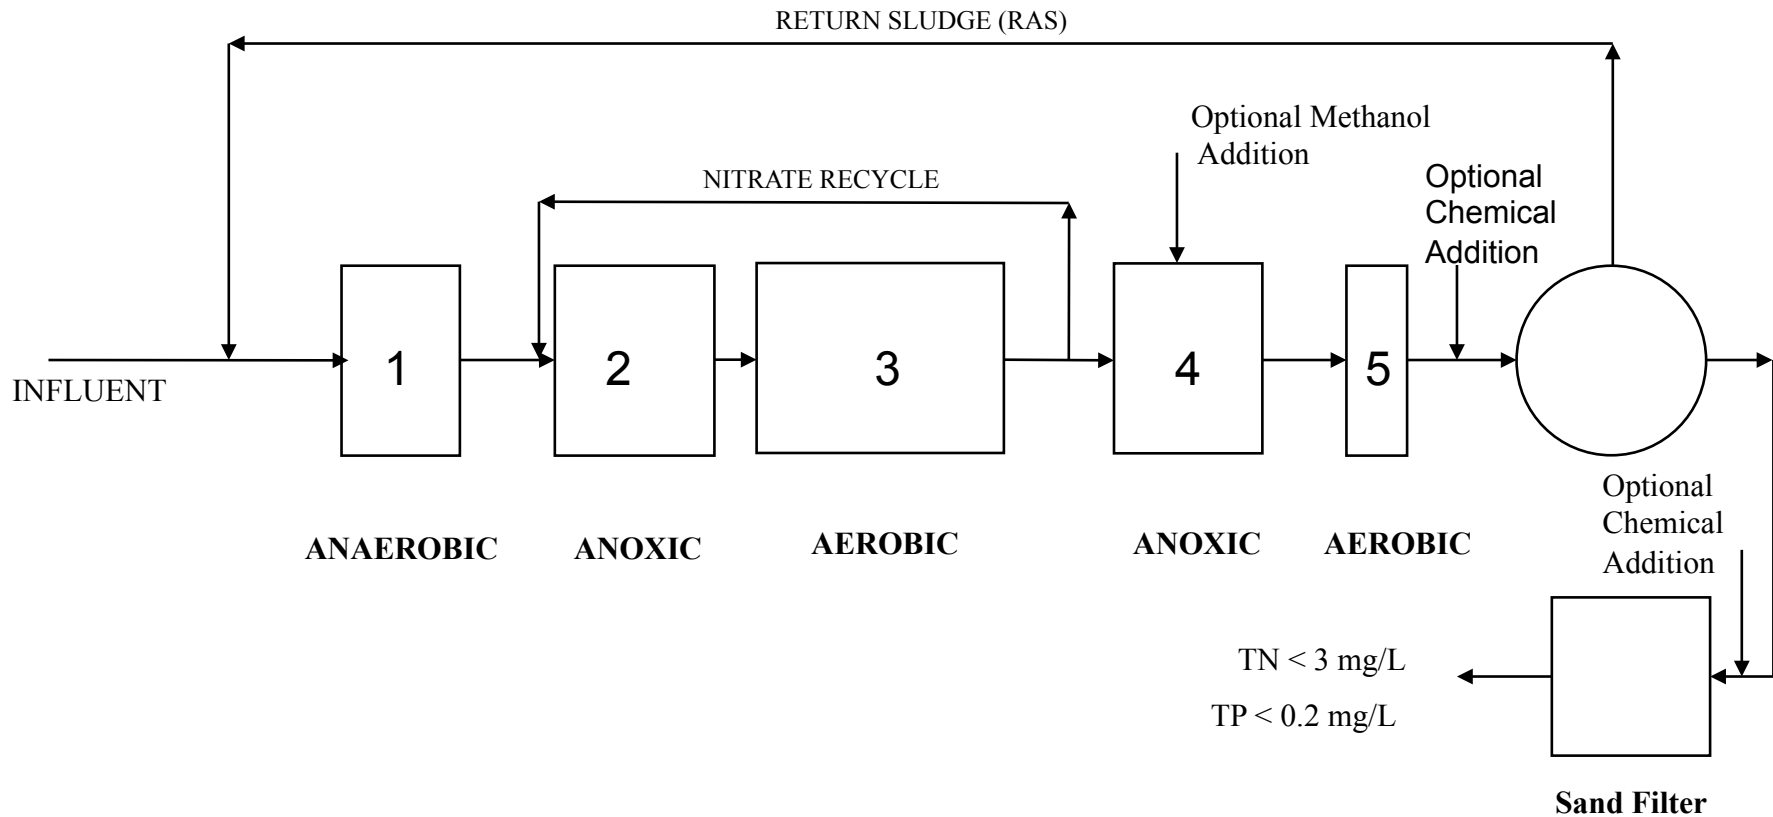 RETURN SLUDGE (RAS)
Optional Methanol
Addition
NITRATE RECYCLE
Optional
Chemical
Addition
1
2
3
4
5
INFLUENT
ANAEROBIC
ANOXIC
AEROBIC
ANOXIC
AEROBIC
Optional
Chemical
Addition
TN < 3 mg/L
TP < 0.2 mg/L
Sand Filter